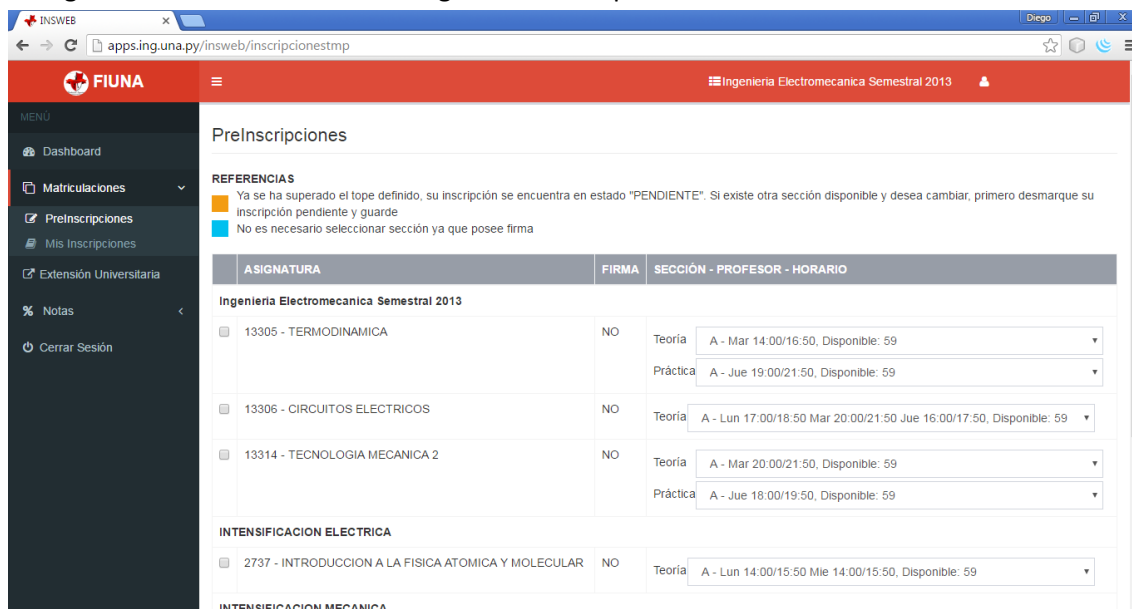 INSWEB
Diego
apps.ing.una.py/insweb/inscripcionestmp
FIUNA
Ingenieria Electromecanica Semestral 2013
MENÚ
Dashboard
Matriculaciones
PreInscripciones
Mis Inscripciones
Extensión Universitaria
Notas
Cerrar Sesión
PreInscripciones
REFERENCIAS
Ya se ha superado el tope definido, su inscripción se encuentra en estado "PENDIENTE". Si existe otra sección disponible y desea cambiar, primero desmarque su
inscripción pendiente y guarde
No es necesario seleccionar sección ya que posee firma
ASIGNATURA FIRMA SECCIÓN - PROFESOR - HORARIO
Ingenieria Electromecanica Semestral 2013
13305 - TERMODINAMICA NO Teoría A - Mar 14:00/16:50, Disponible: 59
Práctica A - Jue 19:00/21:50, Disponible: 59
13306 - CIRCUITOS ELECTRICOS NO Teoría A - Lun 17:00/18:50 Mar 20:00/21:50 Jue 16:00/17:50, Disponible: 59
13314 - TECNOLOGIA MECANICA 2 NO Teoría A - Mar 20:00/21:50, Disponible: 59
Práctica A - Jue 18:00/19:50, Disponible: 59
INTENSIFICACION ELECTRICA
2737 - INTRODUCCION A LA FISICA ATOMICA Y MOLECULAR NO Teoría A - Lun 14:00/15:50 Mie 14:00/15:50, Disponible: 59
INTENSIFICACION MECANICA